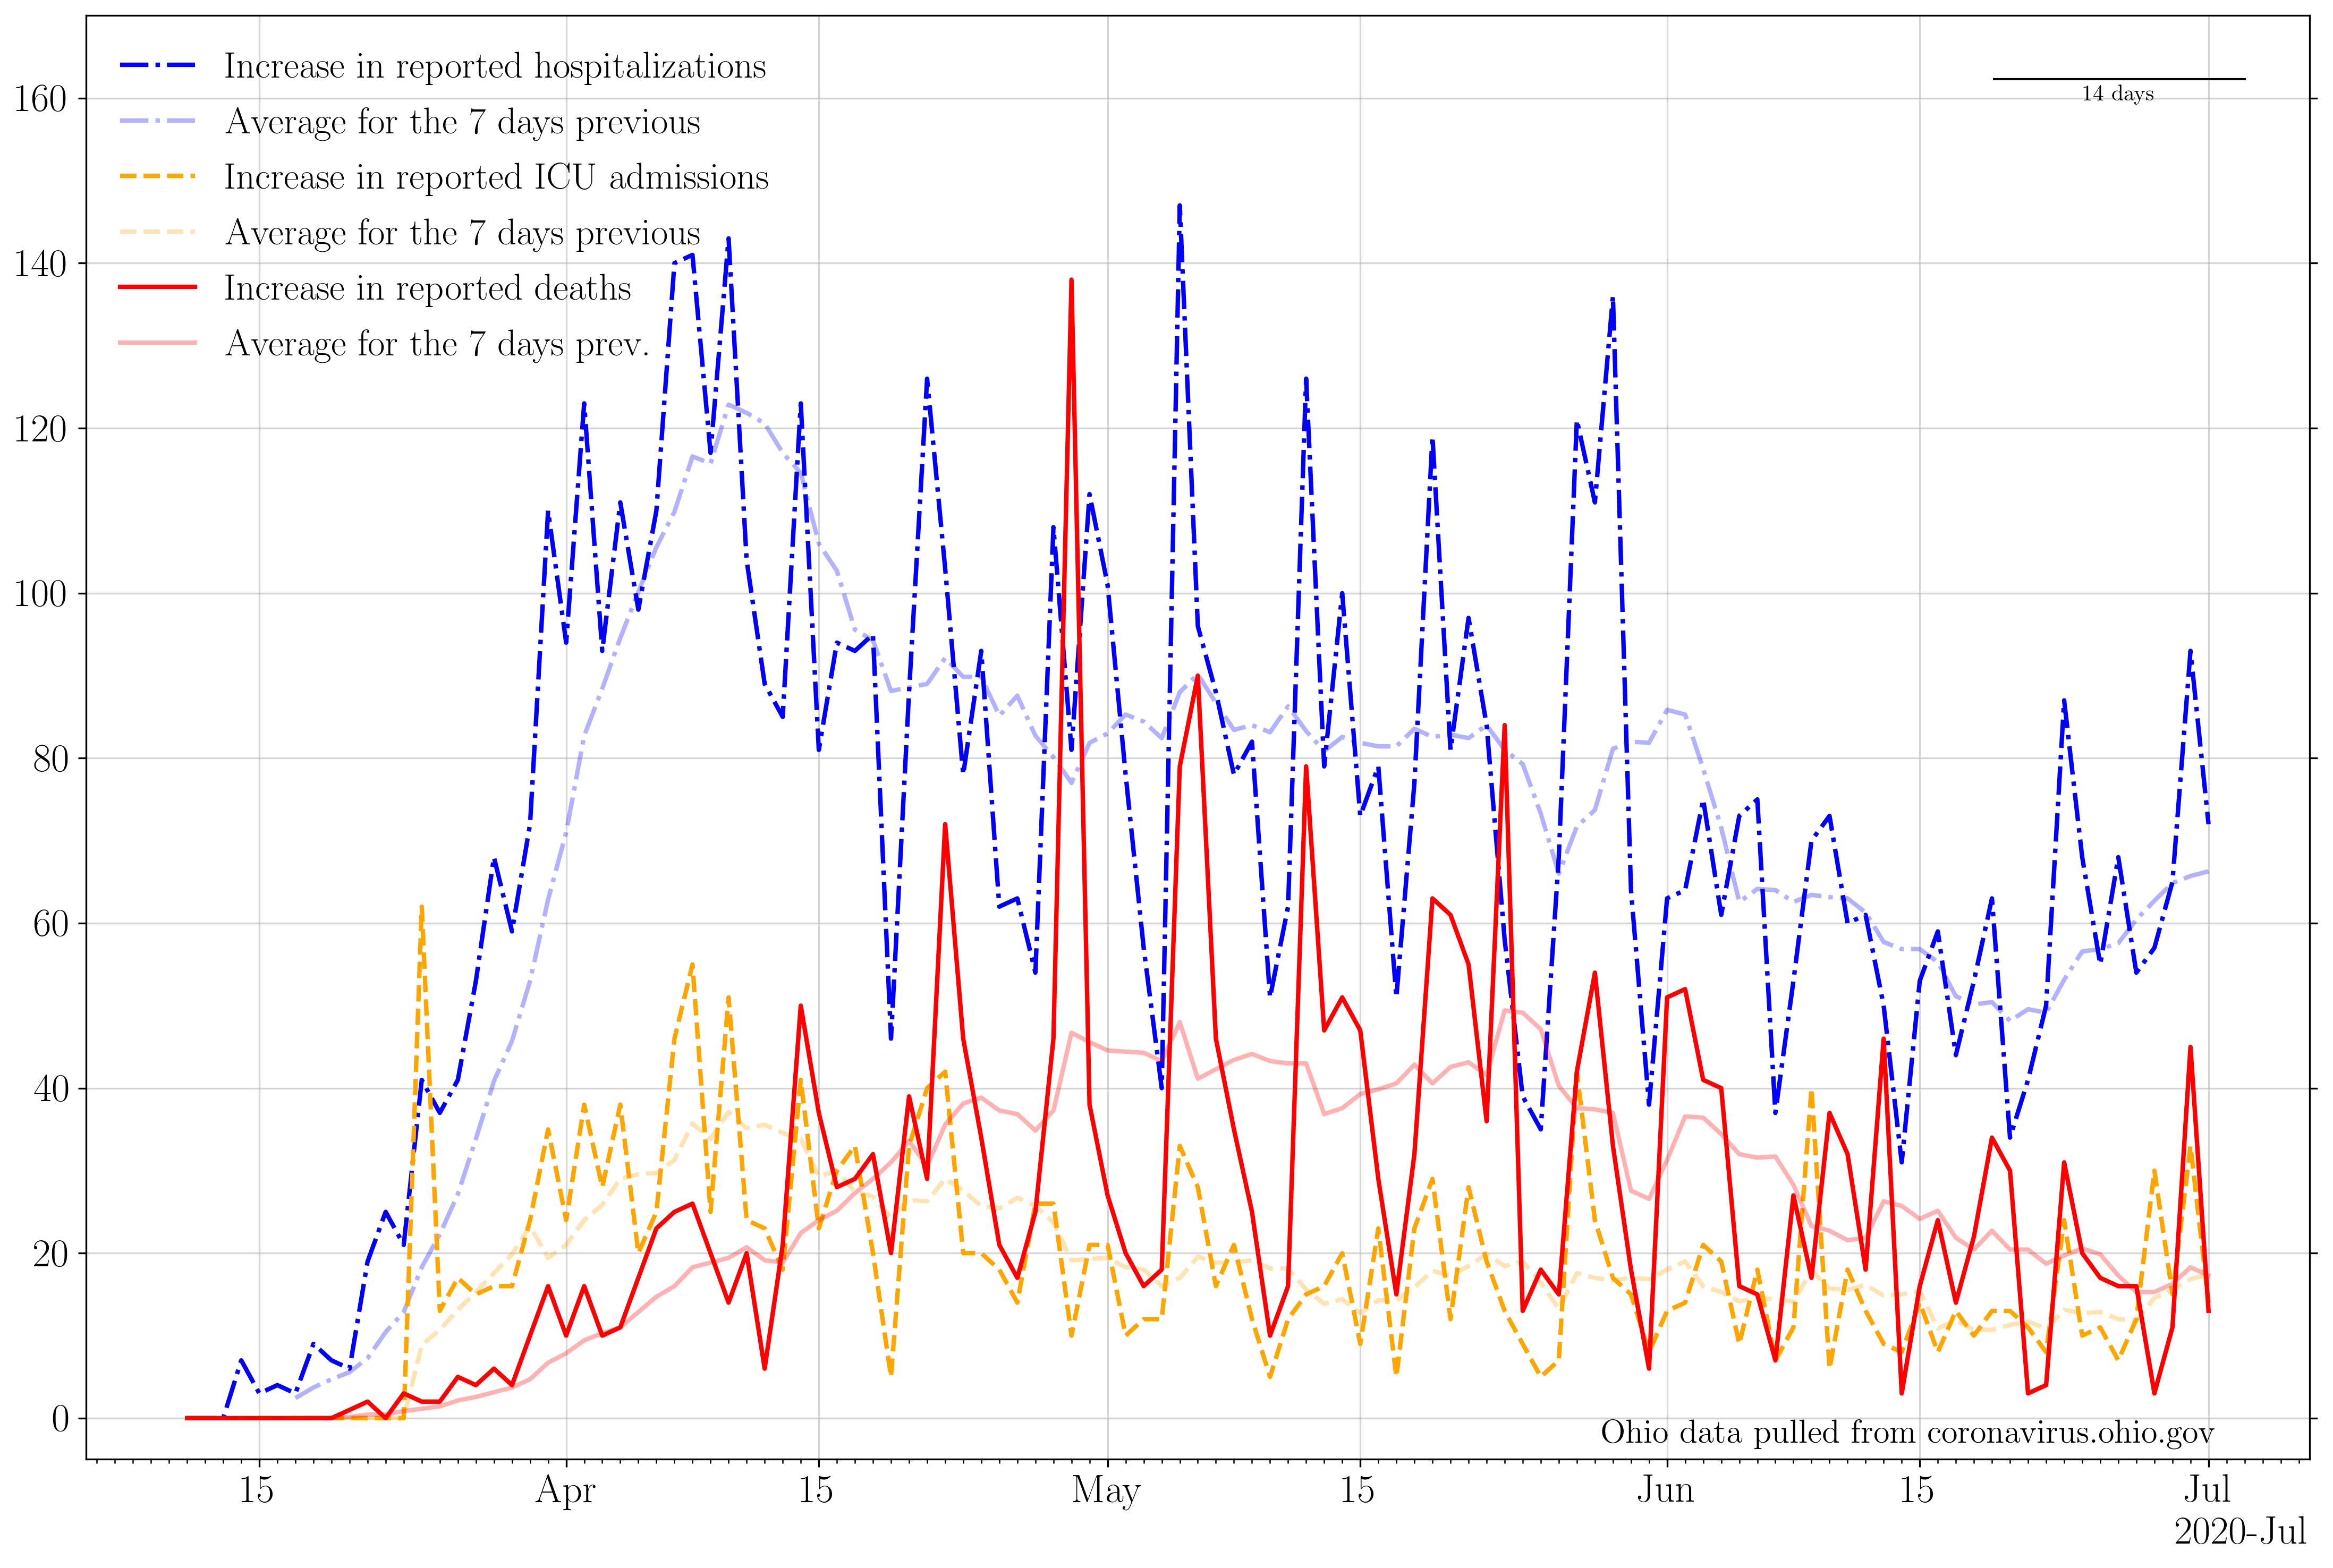 Increase in reported hospitalizations
Average for the 7 days previous
Increase in reported ICU admissions
Average for the 7 days previous
Increase in reported deaths
Average for the 7 days prev.
14 days
160
140
120
100
80
60
40
20
0
Ohio data pulled from coronavirus.ohio.gov
15 Apr 15 May 15 Jun 15 Jul
2020-Jul